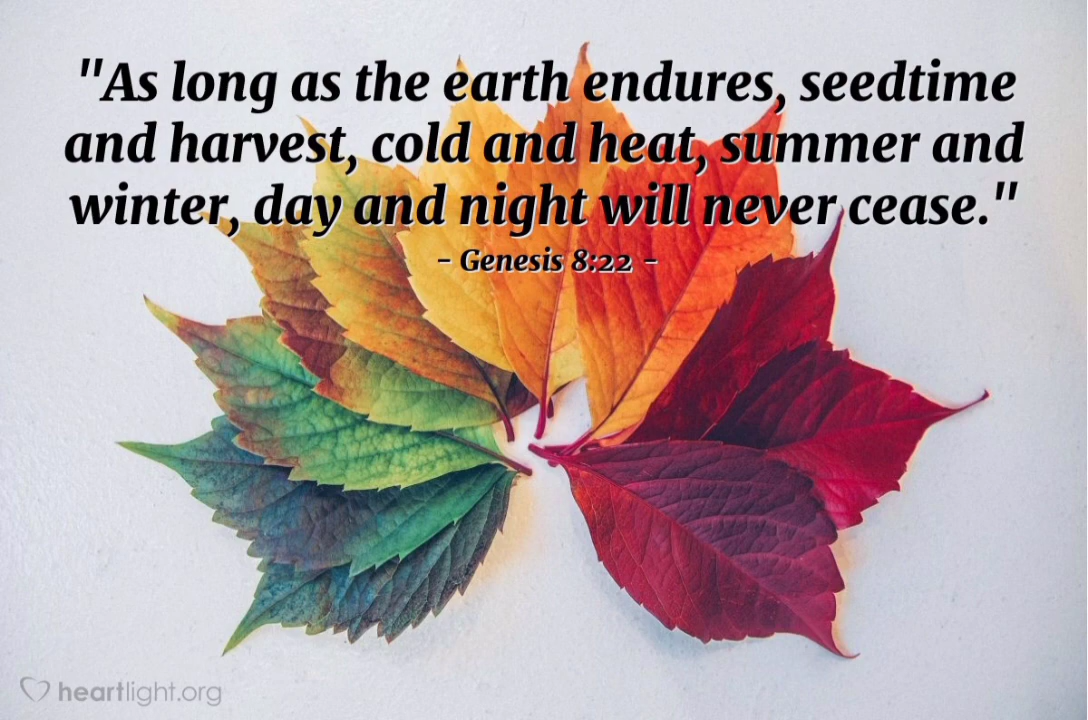 "As long as the earth endures, seedtime
and harvest, cold and heat, summer and
winter, day and night will never cease."
- Genesis 8:22 -
heartlight.org